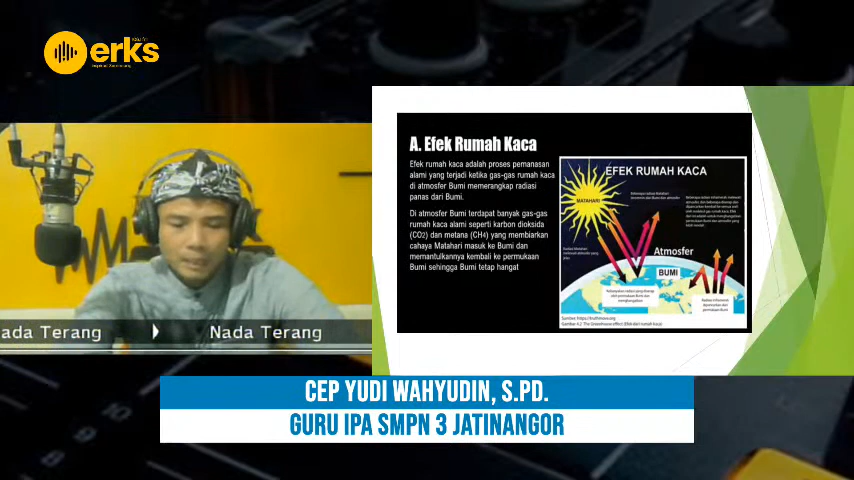 erks
A. Efek Rumah Kaca
Efek rumah kaca adalah proses pemanasan
alami yang terjadi ketika gas-gas rumah kaca
di atmosfer Bumi memerangkap radiasi
panas dari Bumi.
Di atmosfer Bumi terdapat banyak gas-gas
rumah kaca alami seperti karbon dioksida
(CO2) dan metana (CH4) yang membiarkan
cahaya Matahari masuk ke Bumi dan
memantulkannya kembali ke permukaan
Bumi sehingga Bumi tetap hangat
EFEK RUMAH KACA
MATAHARI
Atmosfer
BUMI
ada Terang
Nada Terang
CEP YUDI WAHYUDIN, S.PD.
GURU IPA SMPN 3 JATINANGOR